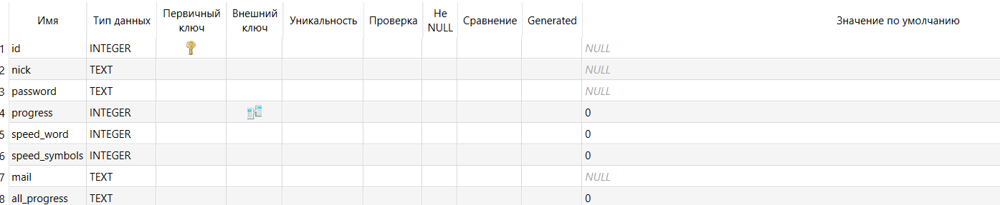 Имя Тип данных Первичный ключ Внешний ключ Уникальность Проверка Не NULL Сравнение Generated Значение по умолчанию
1 id INTEGER NULL
2 nick TEXT NULL
3 password TEXT NULL
4 progress INTEGER 0
5 speed_word INTEGER 0
6 speed_symbols INTEGER 0
7 mail TEXT NULL
8 all_progress TEXT 0